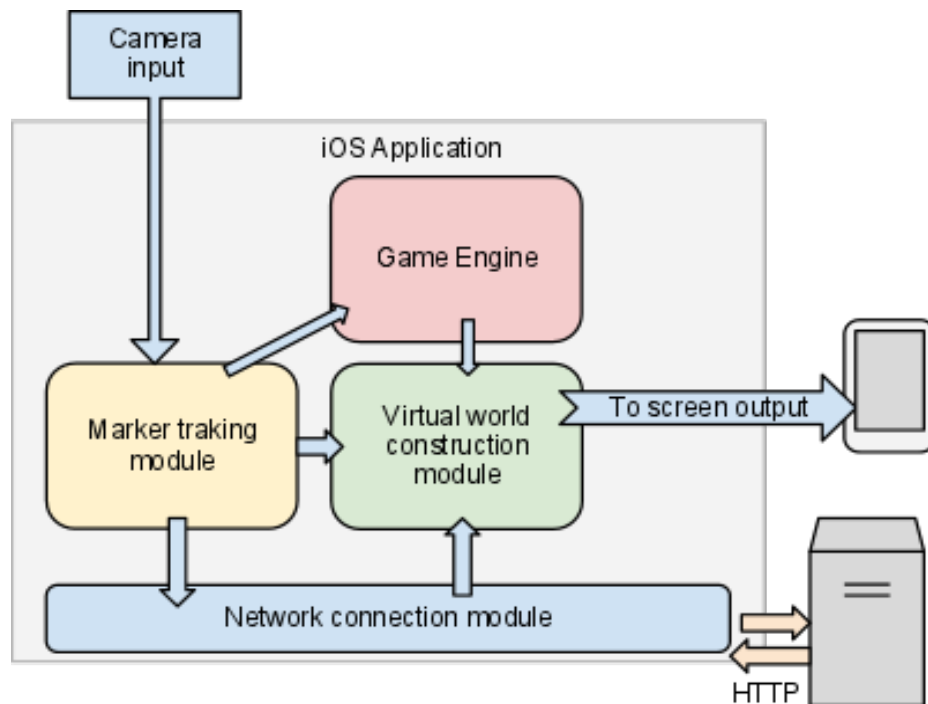 Camera
input
iOS Application
Game Engine
Marker traking
module
Virtual world
construction
module
To screen output
Network connection module
HTTP